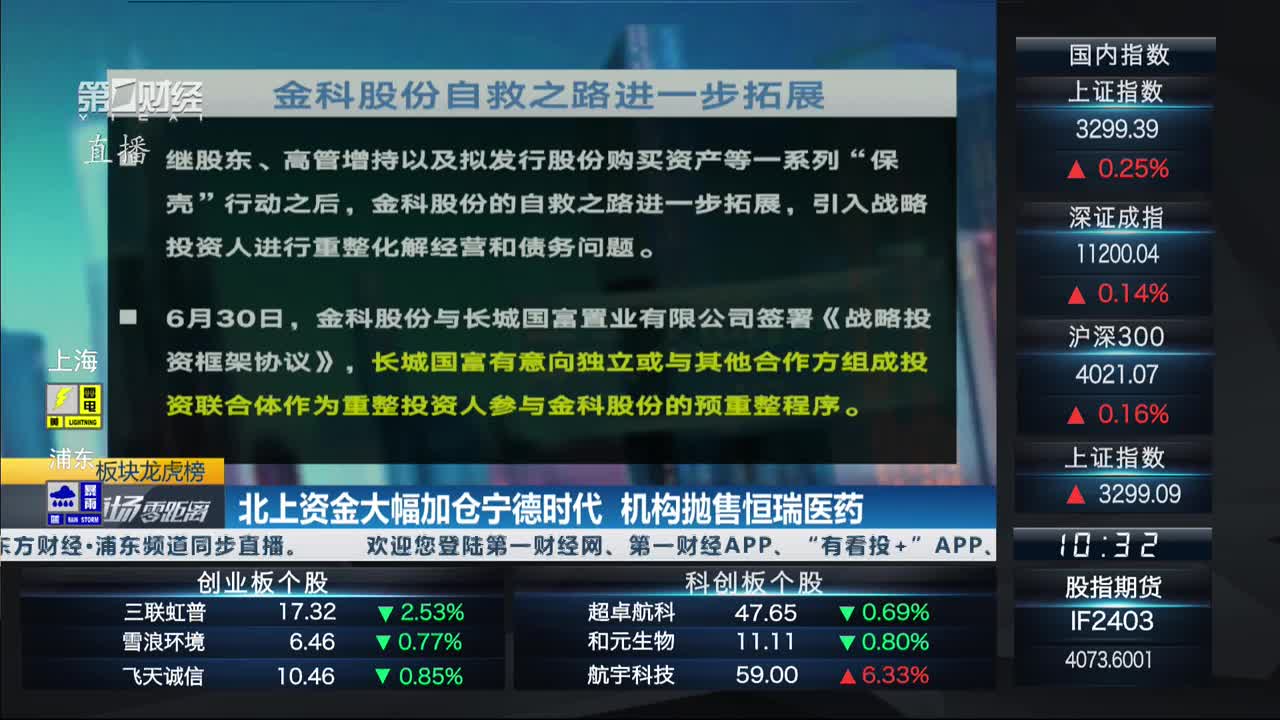 第一财经
YICAI
直播
金科股份自救之路进一步拓展
继股东、高管增持以及拟发行股份购买资产等一系列“保
壳”行动之后，金科股份的自救之路进一步拓展，引入战略
投资人进行重整化解经营和债务问题。
6月30日，金科股份与长城国富置业有限公司签署《战略投
资框架协议》，长城国富有意向独立或与其他合作方组成投
资联合体作为重整投资人参与金科股份的预重整程序。
上海
雷电
黄 LIGHTNING
浦东
暴雨
蓝 RAIN STORM
板块龙虎榜
市场零距离
北上资金大幅加仓宁德时代 机构抛售恒瑞医药
东方财经·浦东频道同步直播。 欢迎您登陆第一财经网、第一财经APP、“有看投+”APP、
创业板个股
三联虹普 17.32 ▼2.53%
雪浪环境 6.46 ▼0.77%
飞天诚信 10.46 ▼0.85%
科创板个股
超卓航科 47.65 ▼0.69%
和元生物 11.11 ▼0.80%
航宇科技 59.00 ▲6.33%
国内指数
上证指数
3299.39
▲ 0.25%
深证成指
11200.04
▲ 0.14%
沪深300
4021.07
▲ 0.16%
上证指数
▲ 3299.09
10:32
股指期货
IF2403
4073.6001